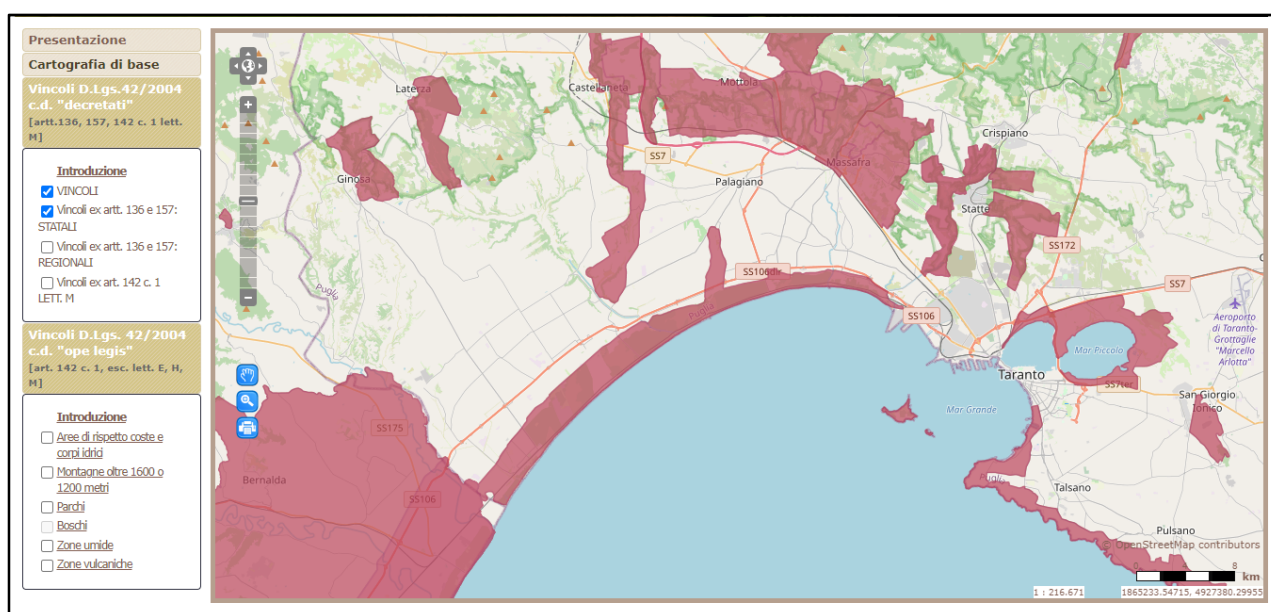 Presentazione
Cartografia di base
Vincoli D.Lgs.42/2004
c.d. "decretati"
[artt.136, 157, 142 c. 1 lett.
M]
Introduzione
VINCOLI
Vincoli ex artt. 136 e 157:
STATALI
Vincoli ex artt. 136 e 157:
REGIONALI
Vincoli ex art. 142 c. 1
LETT. M
Vincoli D.Lgs. 42/2004
c.d. "ope legis"
[art. 142 c. 1, esc. lett. E, H,
M]
Introduzione
Aree di rispetto coste e
corpi idrici
Montagne oltre 1600 o
1200 metri
Parchi
Boschi
Zone umide
Zone vulcaniche
Laterza
Castellaneta
Mottola
Crispiano
SS7
Massafra
Ginosa
Palagiano
Statte
SS172
Puglia
SS106dir
SS7
Puglia
SS106
Aeroporto
di Taranto-
Grottaglie
"Marcello
Arlotta"
Mar Piccolo
Taranto
SS7ter
San Giorgio
Ionico
Mar Grande
SS175
Bernalda
SS106
Puglia
Talsano
Pulsano
© OpenStreetMap contributors
0 4 8
km
1 : 216.671
1865233.54715, 4927380.29955